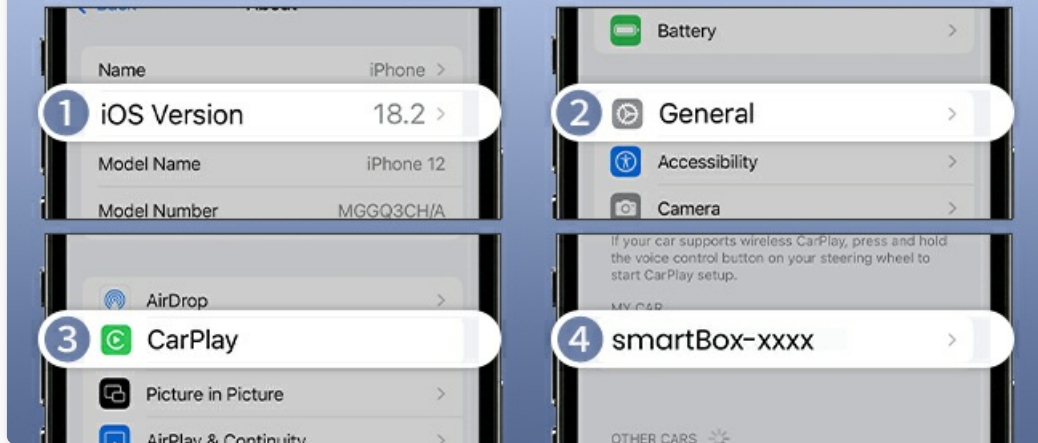 Back
About
Name
iPhone
1
iOS Version
18.2
Model Name
iPhone 12
Model Number
MGGQ3CH/A
Battery
2
General
Accessibility
Camera
AirDrop
3
CarPlay
Picture in Picture
AirPlay & Continuity
If your car supports wireless CarPlay, press and hold
the voice control button on your steering wheel to
start CarPlay setup.
MY CAR
4
smartBox-xxxx
OTHER CARS